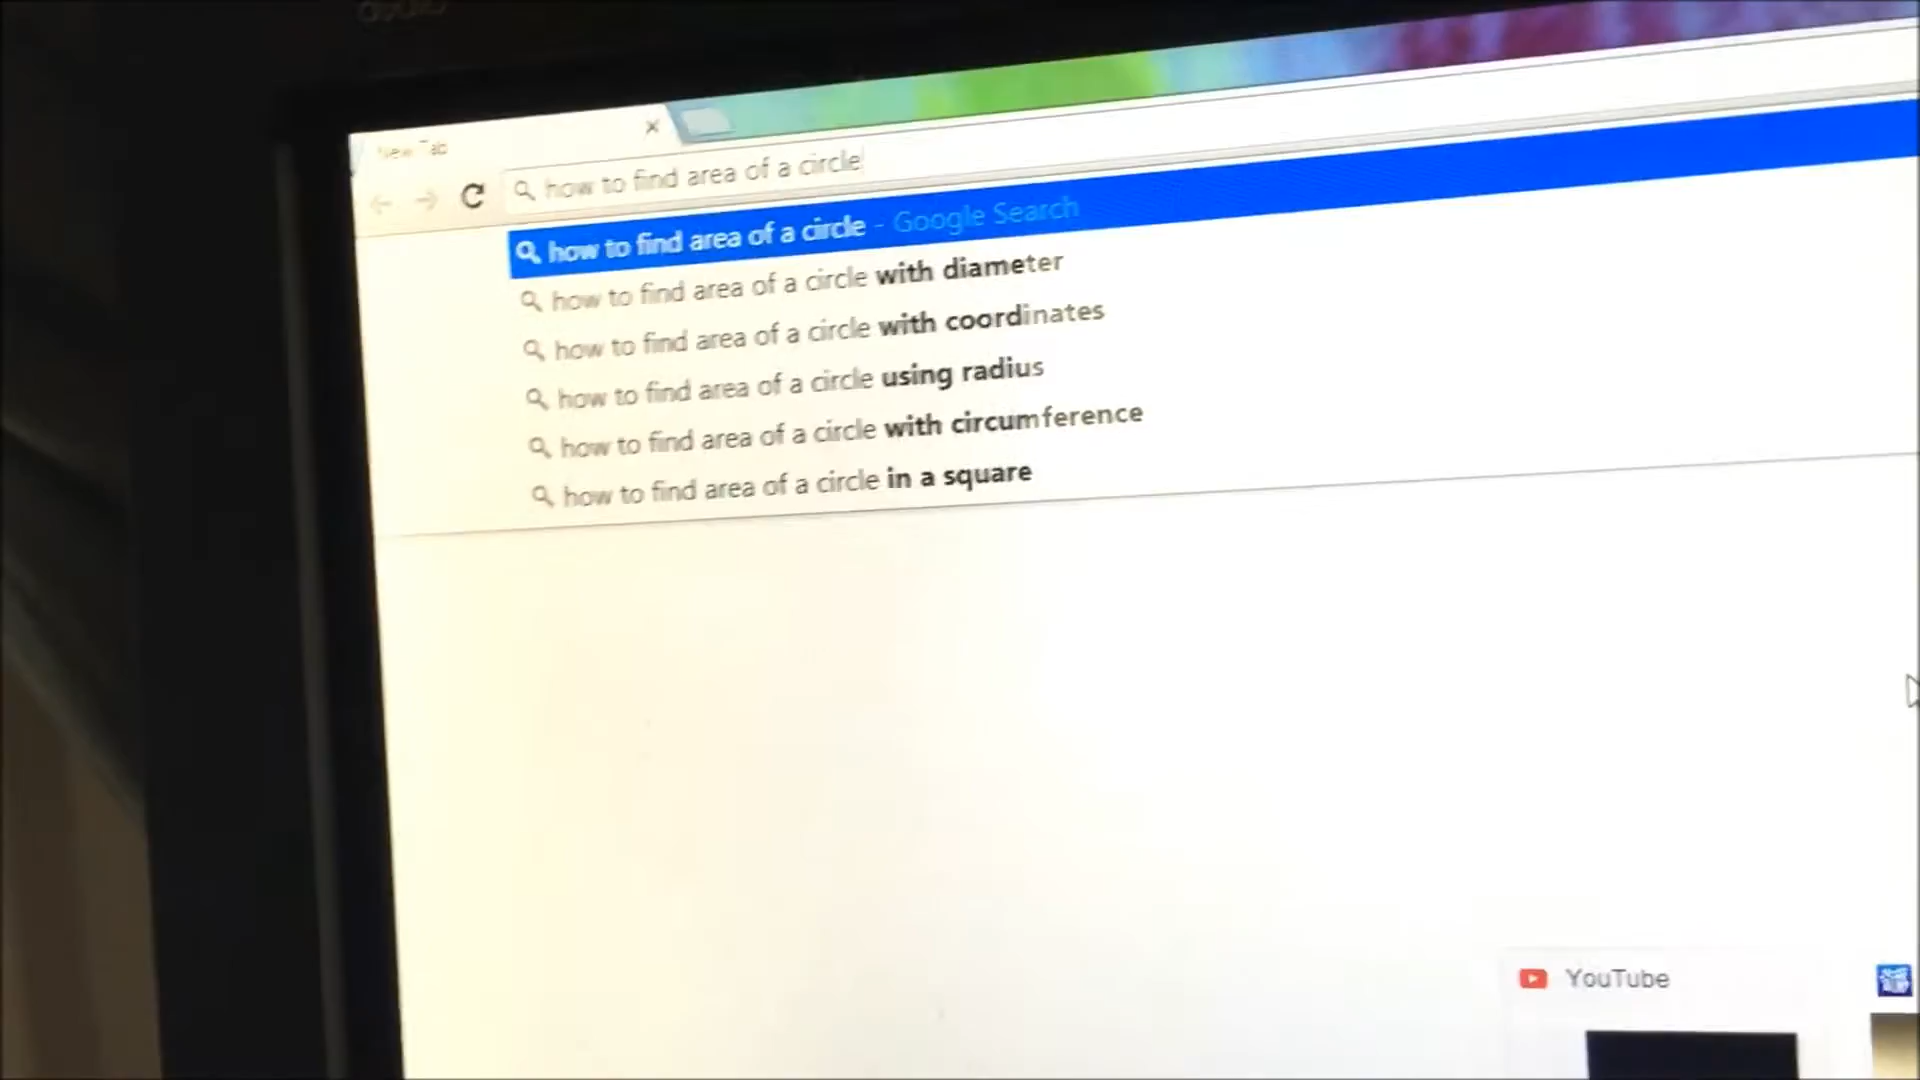 New Tab
how to find area of a circle
how to find area of a circle - Google Search
how to find area of a circle with diameter
how to find area of a circle with coordinates
how to find area of a circle using radius
how to find area of a circle with circumference
how to find area of a circle in a square
YouTube